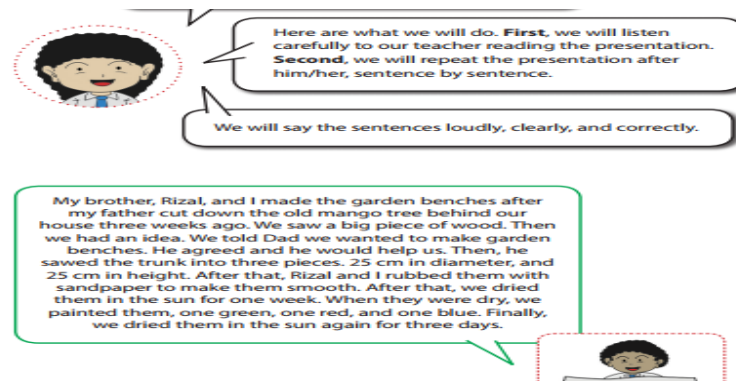 Here are what we will do. First, we will listen
carefully to our teacher reading the presentation.
Second, we will repeat the presentation after
him/her, sentence by sentence.
We will say the sentences loudly, clearly, and correctly.
My brother, Rizal, and I made the garden benches after
my father cut down the old mango tree behind our
house three weeks ago. We saw a big piece of wood. Then
we had an idea. We told Dad we wanted to make garden
benches. He agreed and he would help us. Then, he
sawed the trunk into three pieces. 25 cm in diameter, and
25 cm in height. After that, Rizal and I rubbed them with
sandpaper to make them smooth. After that, we dried
them in the sun for one week. When they were dry, we
painted them, one green, one red, and one blue. Finally,
we dried them in the sun again for three days.